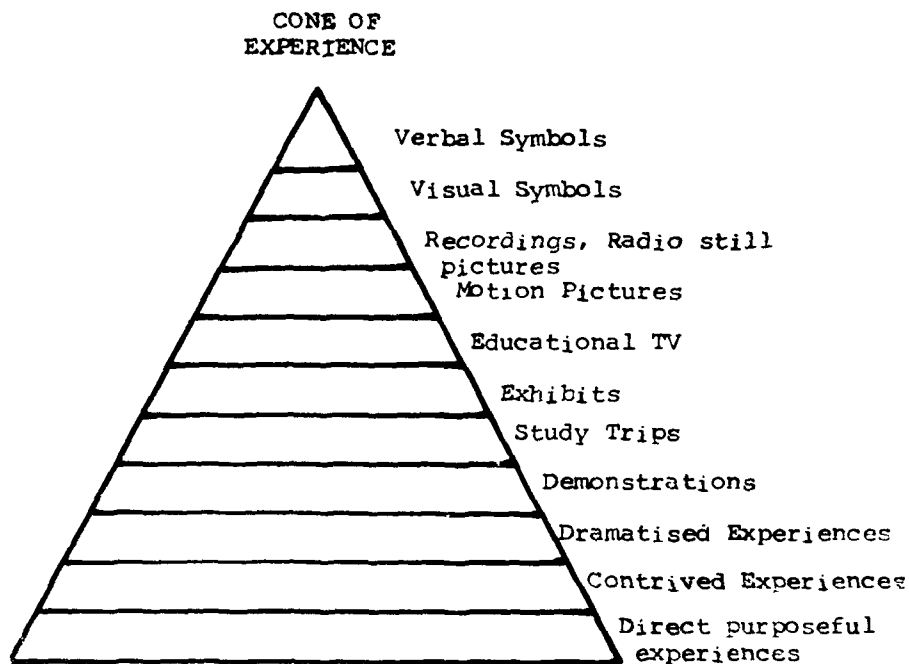 CONE OF
EXPERIENCE
Verbal Symbols
Visual Symbols
Recordings, Radio still
pictures
Motion Pictures
Educational TV
Exhibits
Study Trips
Demonstrations
Dramatised Experiences
Contrived Experiences
Direct purposeful
experiences